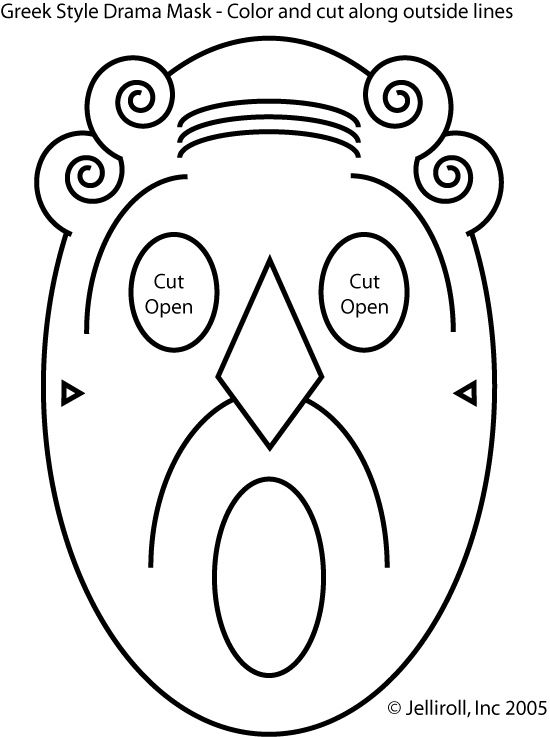 Greek Style Drama Mask - Color and cut along outside lines
Cut
Open
Cut
Open
© Jelliroll, Inc 2005